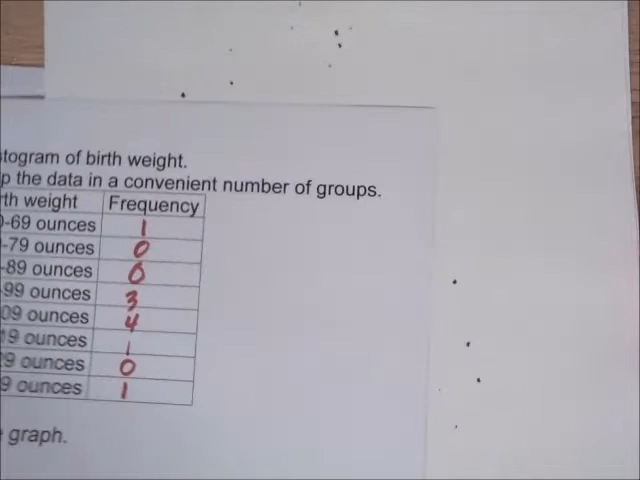 stogram of birth weight.
p the data in a convenient number of groups.
rth weight Frequency
0-69 ounces 1
-79 ounces 0
-89 ounces 0
-99 ounces 3
09 ounces 4
19 ounces 1
29 ounces 0
9 ounces 1
graph.